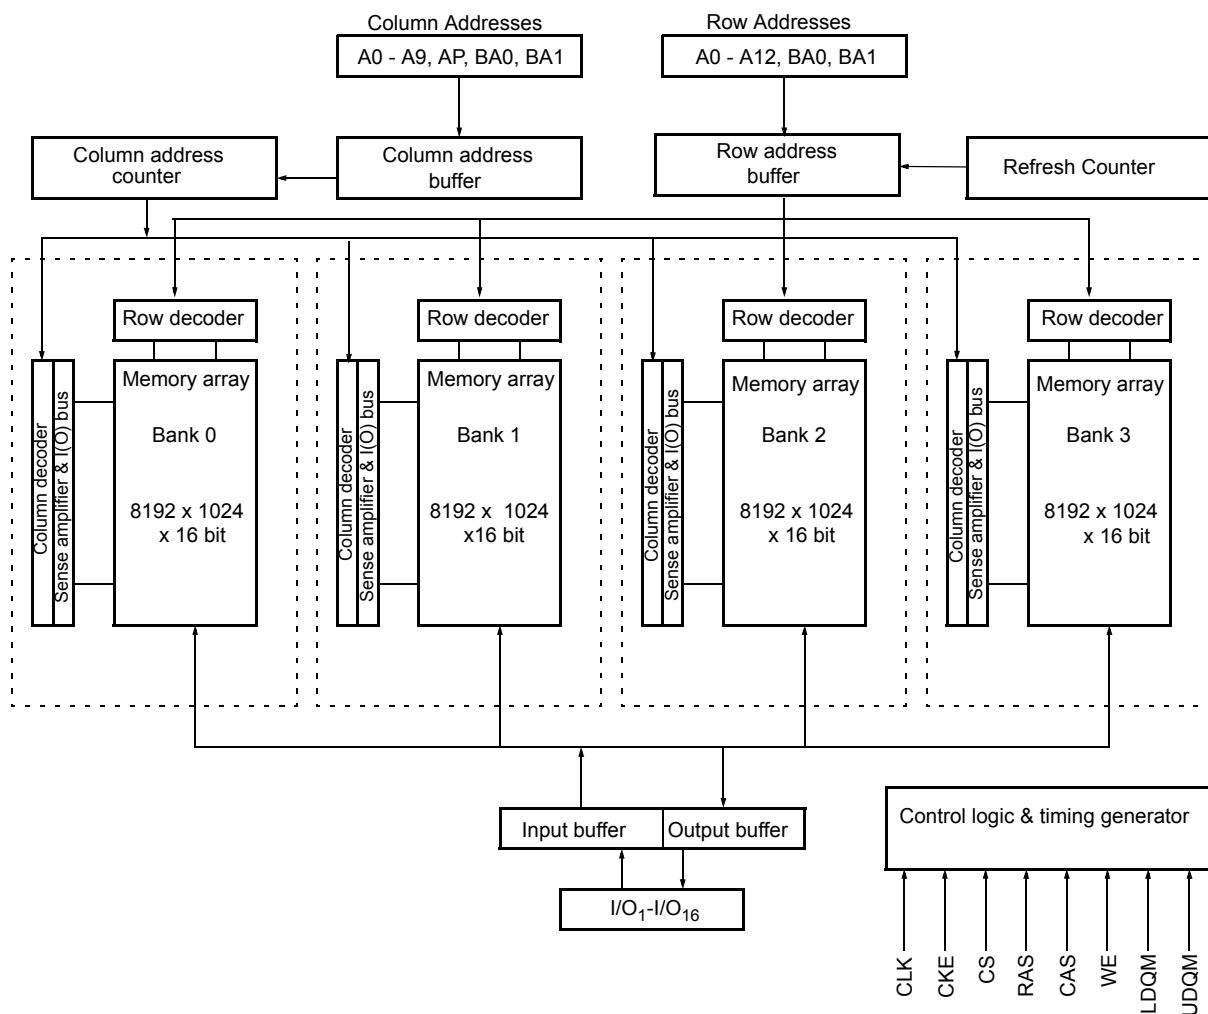 Column Addresses
Row Addresses
A0 - A9, AP, BA0, BA1
A0 - A12, BA0, BA1
Column address
counter
Column address
buffer
Row address
buffer
Refresh Counter
Row decoder
Row decoder
Row decoder
Row decoder
Column decoder
Sense amplifier & I(O) bus
Memory array
Bank 0
8192 x 1024
x 16 bit
Column decoder
Sense amplifier & I(O) bus
Memory array
Bank 1
8192 x 1024
x16 bit
Column decoder
Sense amplifier & I(O) bus
Memory array
Bank 2
8192 x 1024
x 16 bit
Column decoder
Sense amplifier & I(O) bus
Memory array
Bank 3
8192 x 1024
x 16 bit
Input buffer
Output buffer
I/O1-I/O16
Control logic & timing generator
CLK
CKE
CS
RAS
CAS
WE
LDQM
UDQM